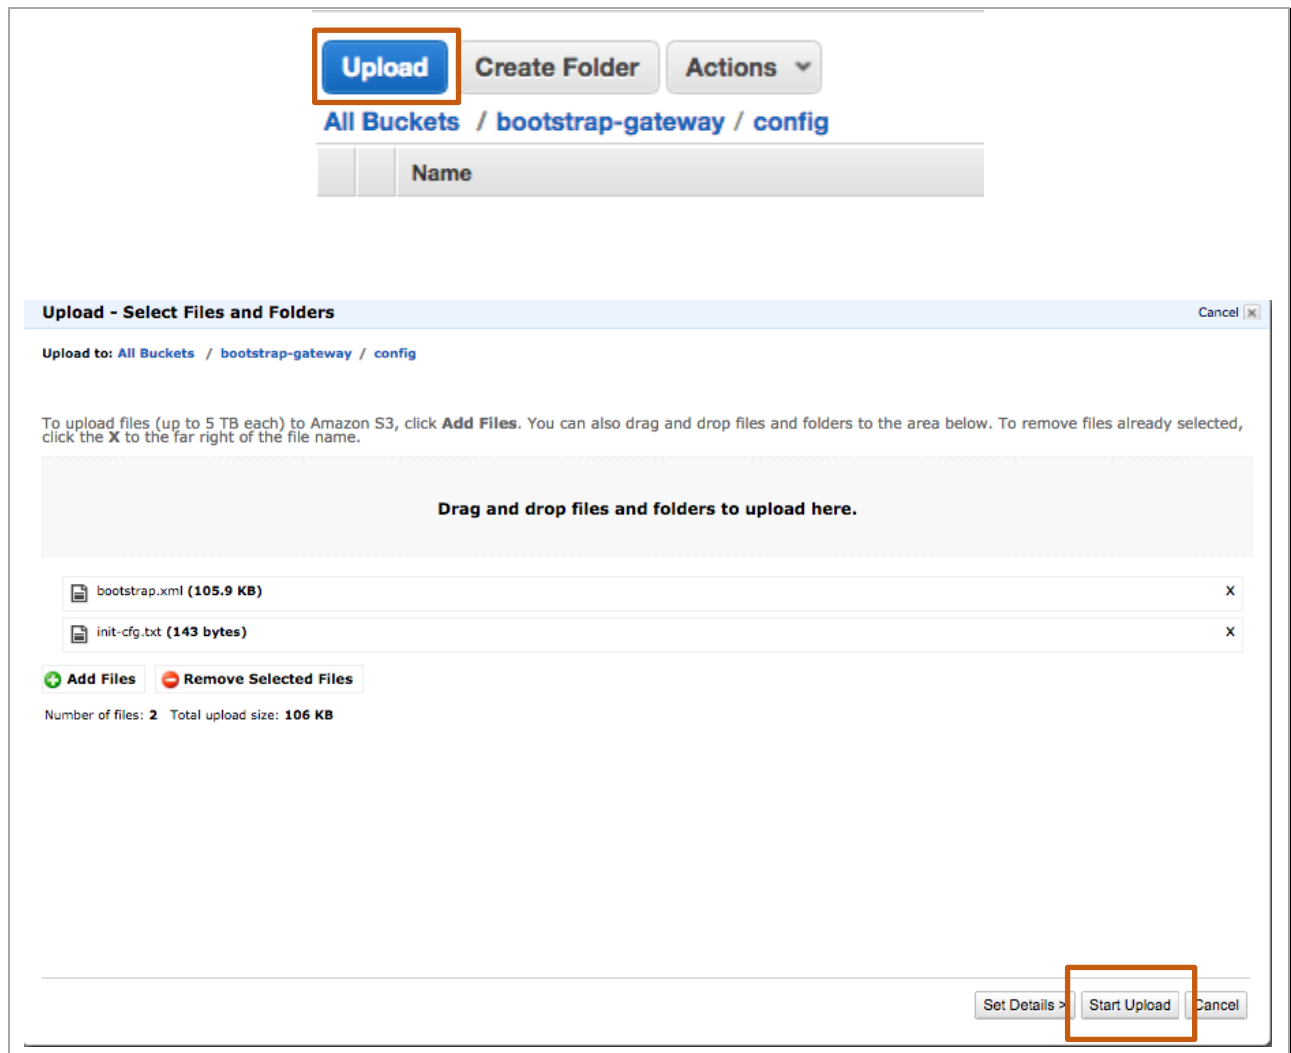 Upload Create Folder Actions
All Buckets / bootstrap-gateway / config
Name
Upload - Select Files and Folders Cancel x
Upload to: All Buckets / bootstrap-gateway / config
To upload files (up to 5 TB each) to Amazon S3, click Add Files. You can also drag and drop files and folders to the area below. To remove files already selected,
click the X to the far right of the file name.
Drag and drop files and folders to upload here.
bootstrap.xml (105.9 KB) X
init-cfg.txt (143 bytes) X
Add Files Remove Selected Files
Number of files: 2 Total upload size: 106 KB
Set Details > Start Upload Cancel